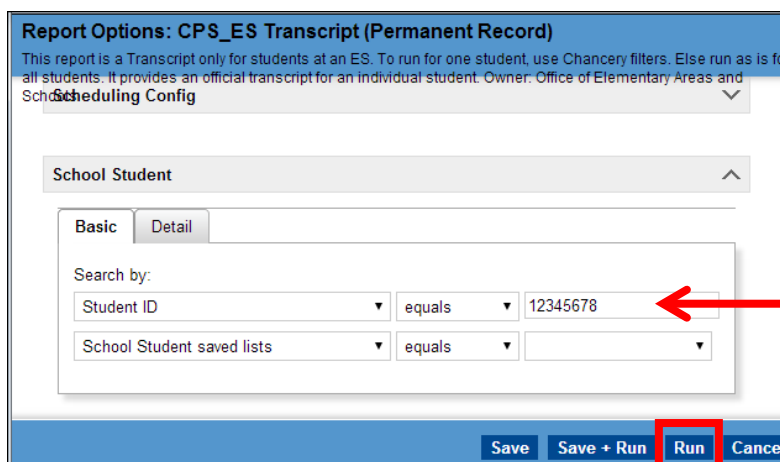 Report Options: CPS_ES Transcript (Permanent Record)
This report is a Transcript only for students at an ES. To run for one student, use Chancery filters. Else run as is fo
all students. It provides an official transcript for an individual student. Owner: Office of Elementary Areas and
Schools
Scheduling Config
School Student
Basic Detail
Search by:
Student ID equals 12345678
School Student saved lists equals
Save Save + Run Run Cance